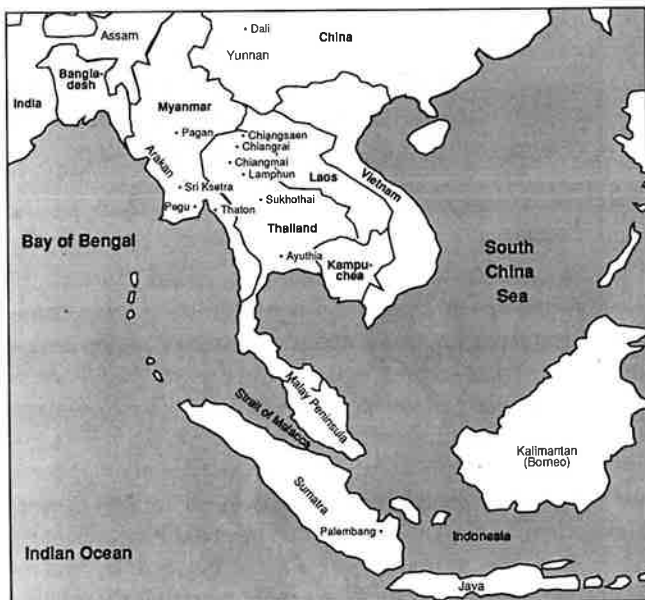 Assam
Dali
China
Yunnan
Bangla-
desh
India
Myanmar
Pagan
Chiangsaen
Chiangrai
Arakan
Chiangmai
Lamphun
Laos
Vietnam
Sri Ksetra
Sukhothai
Pegu
Thaton
Thailand
Bay of Bengal
South
China
Sea
Ayuthia
Kampu-
chea
Malay Peninsula
Strait of Malacca
Kalimantan
(Borneo)
Sumatra
Palembang
Indonesia
Indian Ocean
Java